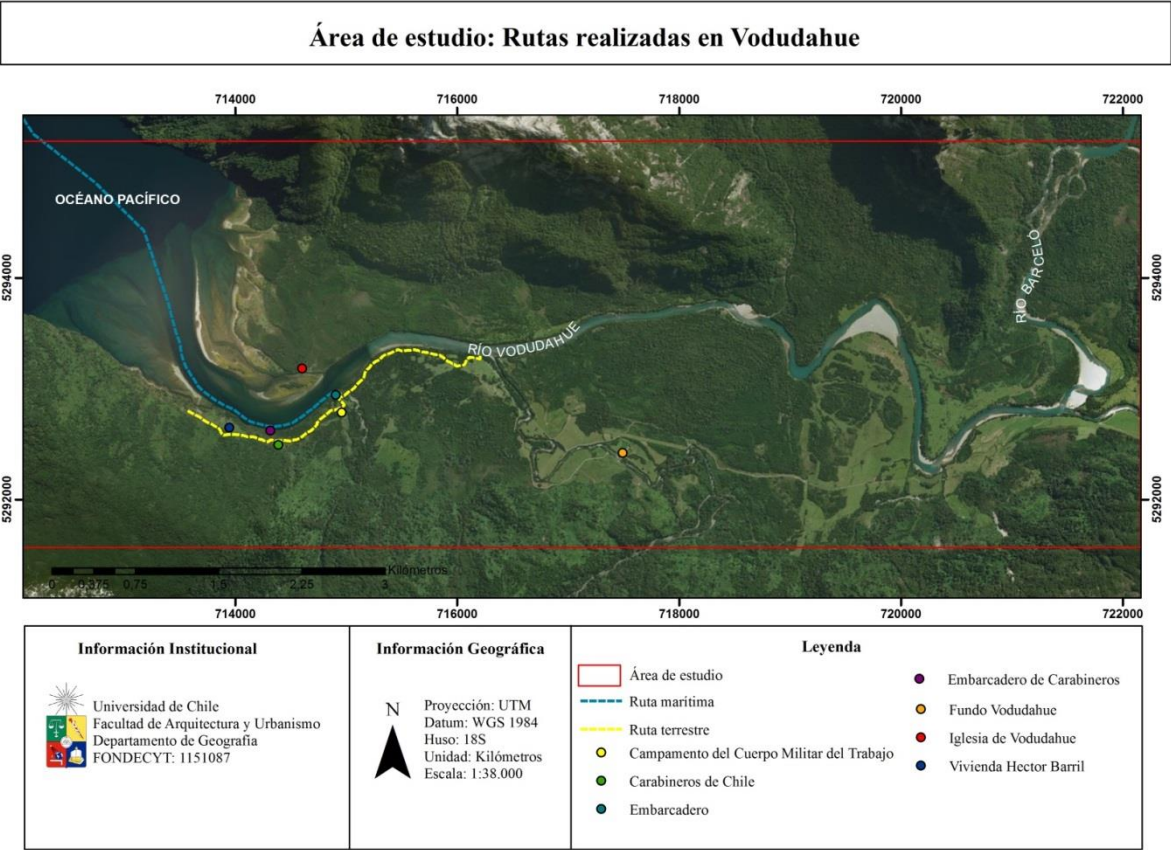 Área de estudio: Rutas realizadas en Vodudahue
714000 716000 718000 720000 722000
OCÉANO PACÍFICO
5294000
5294000
RÍO BARCELÓ
RÍO VODUDAHUE
5292000
5292000
Kilómetros
0 0,375 0,75 1,5 2,25 3
714000 716000 718000 720000 722000
Información Institucional
Universidad de Chile
Facultad de Arquitectura y Urbanismo
Departamento de Geografía
FONDECYT: 1151087
Información Geográfica
N
Proyección: UTM
Datum: WGS 1984
Huso: 18S
Unidad: Kilómetros
Escala: 1:38.000
Leyenda
Área de estudio
Ruta marítima
Ruta terrestre
Campamento del Cuerpo Militar del Trabajo
Carabineros de Chile
Embarcadero
Embarcadero de Carabineros
Fundo Vodudahue
Iglesia de Vodudahue
Vivienda Hector Barril